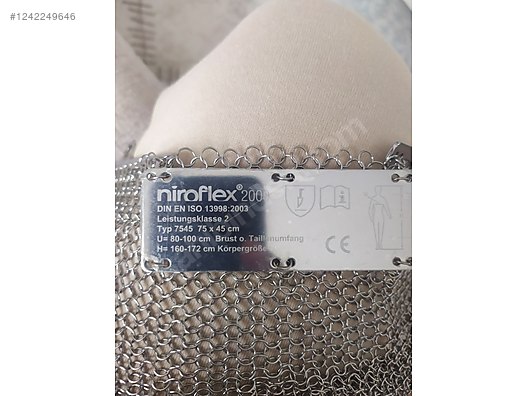 #1242249646
niroflex® 200
DIN EN ISO 13998:2003
Leistungsklasse 2
Typ 7545 75 x 45 cm
U= 80-100 cm Brust o. Taillenumfang
H= 160-172 cm Körpergröße
CE